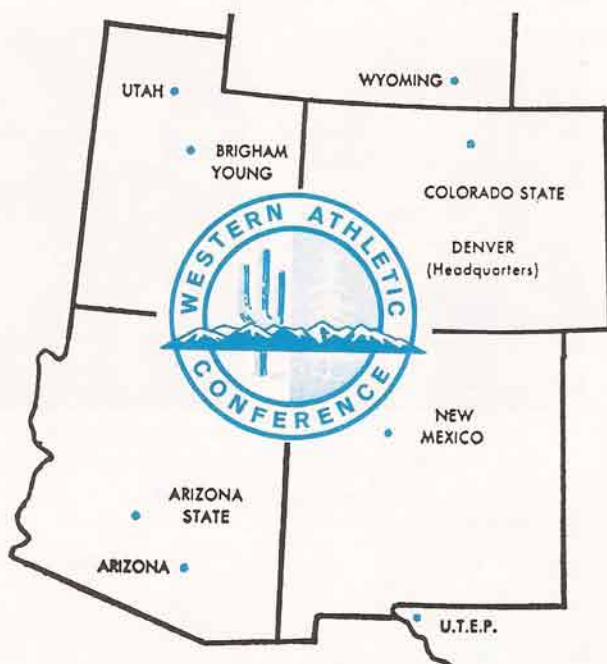 UTAH
WYOMING
BRIGHAM
YOUNG
COLORADO STATE
DENVER
(Headquarters)
WESTERN ATHLETIC
CONFERENCE
NEW
MEXICO
ARIZONA
STATE
ARIZONA
U.T.E.P.